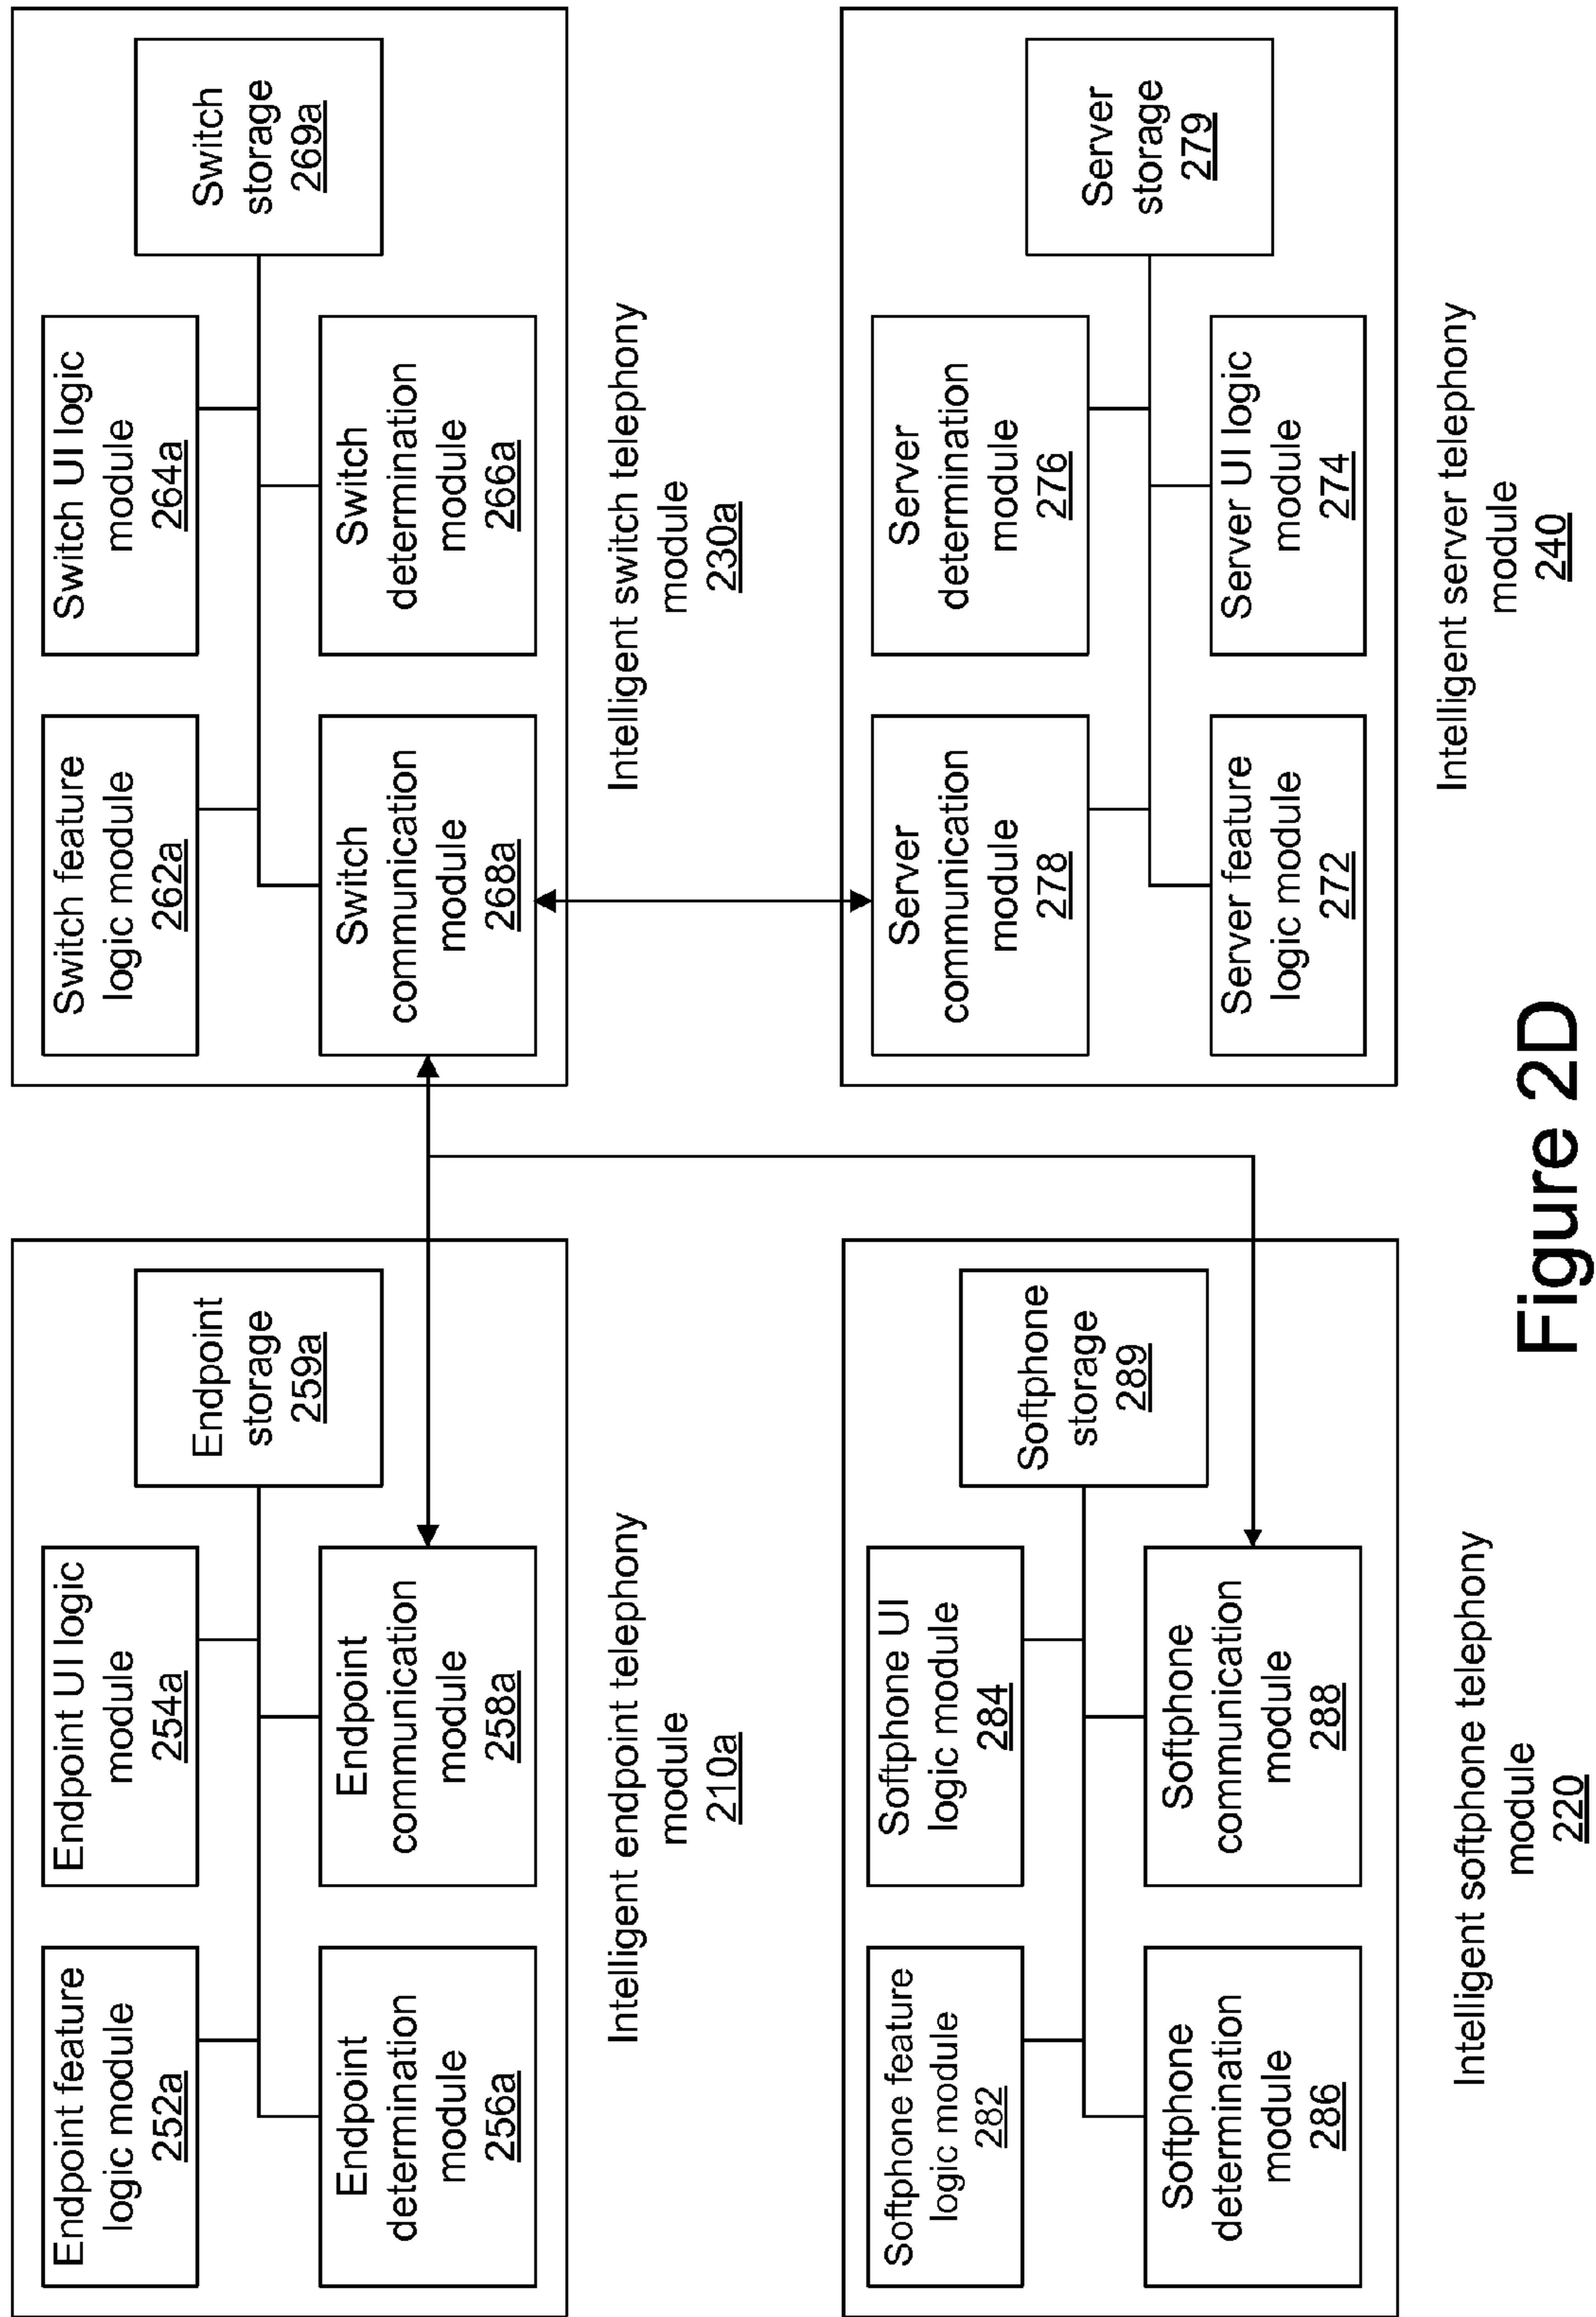 Endpoint feature
logic module
252a
Endpoint UI logic
module
254a
Endpoint
storage
259a
Endpoint
determination
module
256a
Endpoint
communication
module
258a
Intelligent endpoint telephony
module
210a
Switch feature
logic module
262a
Switch UI logic
module
264a
Switch
storage
269a
Switch
communication
module
268a
Switch
determination
module
266a
Intelligent switch telephony
module
230a
Softphone feature
logic module
282
Softphone UI
logic module
284
Softphone
storage
289
Softphone
determination
module
286
Softphone
communication
module
288
Intelligent softphone telephony
module
220
Server
communication
module
278
Server
determination
module
276
Server
storage
279
Server feature
logic module
272
Server UI logic
module
274
Intelligent server telephony
module
240
Figure 2D